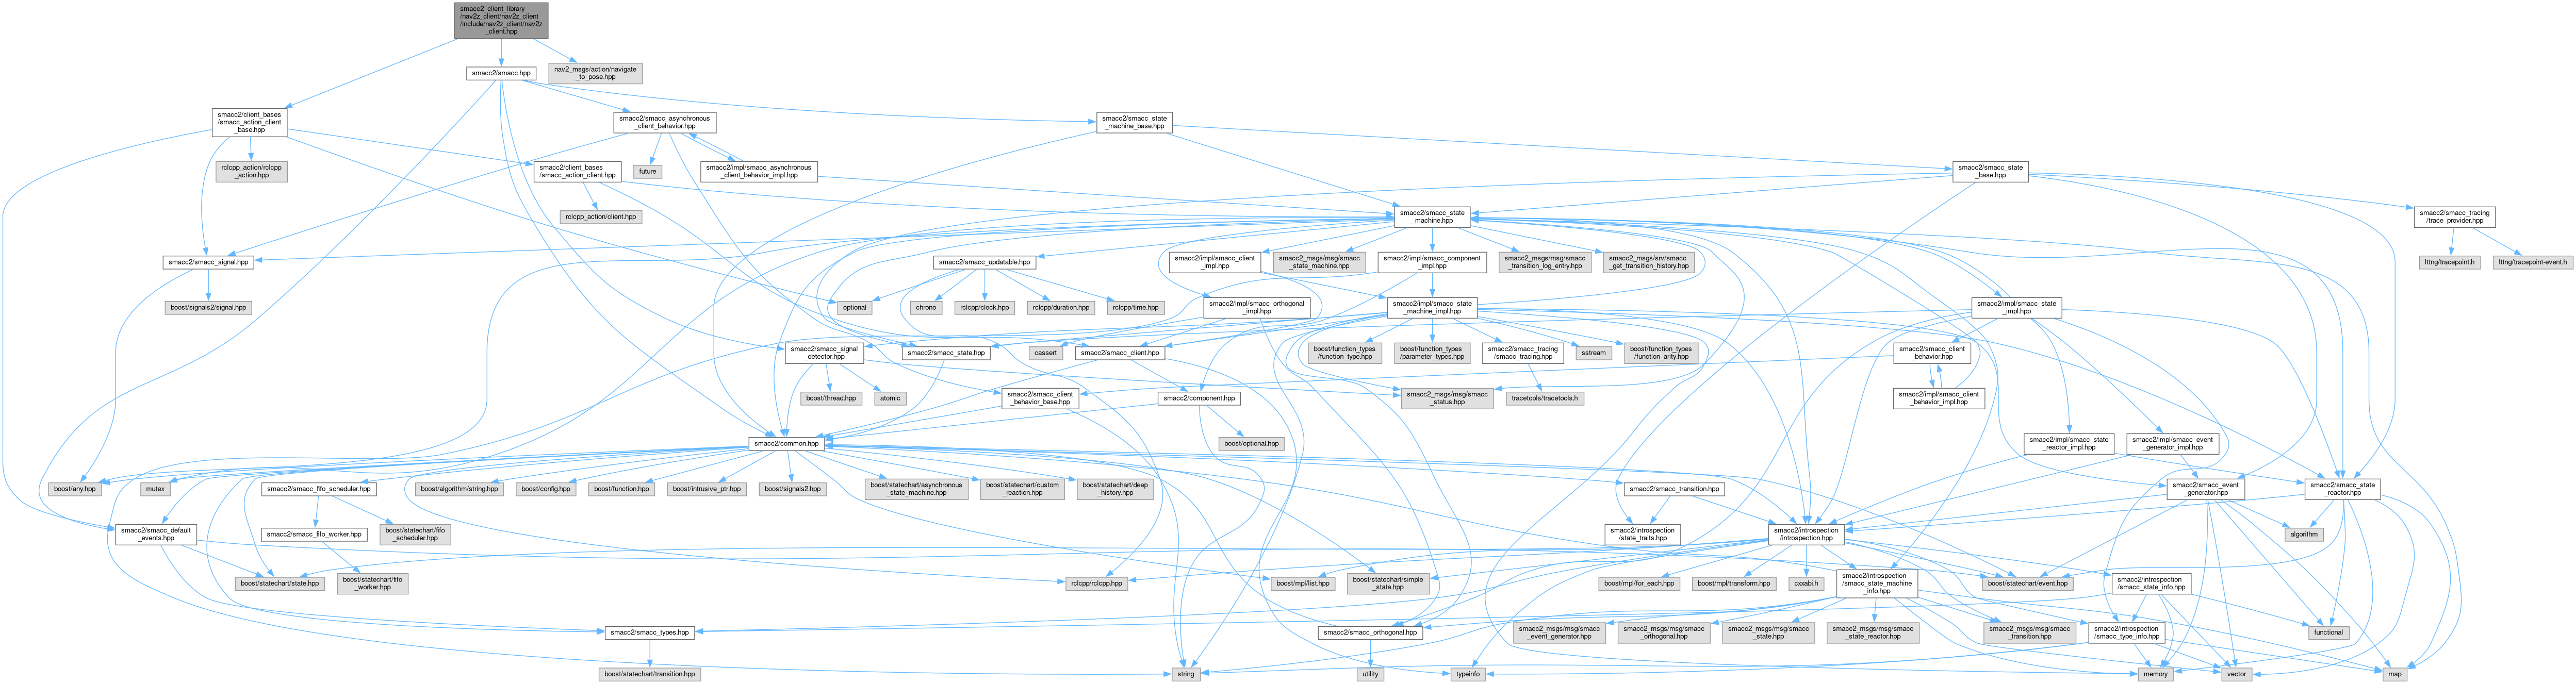 smacc2_client_library
/nav2z_client/nav2z_client
/include/nav2z_client/nav2z
_client.hpp
smacc2/smacc.hpp
nav2_msgs/action/navigate
_to_pose.hpp
smacc2/client_bases
/smacc_action_client
_base.hpp
smacc2/smacc_asynchronous
_client_behavior.hpp
smacc2/smacc_state
_machine_base.hpp
rclcpp_action/rclcpp
_action.hpp
smacc2/client_bases
/smacc_action_client.hpp
future
smacc2/impl/smacc_asynchronous
_client_behavior_impl.hpp
smacc2/smacc_state
_base.hpp
rclcpp_action/client.hpp
smacc2/smacc_state
_machine.hpp
smacc2/smacc_tracing
/trace_provider.hpp
smacc2/smacc_signal.hpp
smacc2/smacc_updatable.hpp
smacc2/impl/smacc_client
_impl.hpp
smacc2_msgs/msg/smacc
_state_machine.hpp
smacc2/impl/smacc_component
_impl.hpp
smacc2_msgs/msg/smacc
_transition_log_entry.hpp
smacc2_msgs/srv/smacc
_get_transition_history.hpp
lttng/tracepoint.h
lttng/tracepoint-event.h
boost/signals2/signal.hpp
optional
chrono
rclcpp/clock.hpp
rclcpp/duration.hpp
rclcpp/time.hpp
smacc2/impl/smacc_orthogonal
_impl.hpp
smacc2/impl/smacc_state
_machine_impl.hpp
smacc2/impl/smacc_state
_impl.hpp
smacc2/smacc_signal
_detector.hpp
smacc2/smacc_state.hpp
cassert
smacc2/smacc_client.hpp
boost/function_types
/function_type.hpp
boost/function_types
/parameter_types.hpp
smacc2/smacc_tracing
/smacc_tracing.hpp
sstream
boost/function_types
/function_arity.hpp
smacc2/smacc_client
_behavior.hpp
boost/thread.hpp
atomic
smacc2/smacc_client
_behavior_base.hpp
smacc2/component.hpp
smacc2_msgs/msg/smacc
_status.hpp
tracetools/tracetools.h
smacc2/impl/smacc_client
_behavior_impl.hpp
smacc2/common.hpp
boost/optional.hpp
smacc2/impl/smacc_state
_reactor_impl.hpp
smacc2/impl/smacc_event
_generator_impl.hpp
boost/any.hpp
mutex
smacc2/smacc_fifo_scheduler.hpp
boost/algorithm/string.hpp
boost/config.hpp
boost/function.hpp
boost/intrusive_ptr.hpp
boost/signals2.hpp
boost/statechart/asynchronous
_state_machine.hpp
boost/statechart/custom
_reaction.hpp
boost/statechart/deep
_history.hpp
smacc2/smacc_transition.hpp
smacc2/smacc_event
_generator.hpp
smacc2/smacc_state
_reactor.hpp
smacc2/smacc_default
_events.hpp
smacc2/smacc_fifo_worker.hpp
boost/statechart/fifo
_scheduler.hpp
smacc2/introspection
/state_traits.hpp
smacc2/introspection
/introspection.hpp
algorithm
boost/statechart/state.hpp
boost/statechart/fifo
_worker.hpp
rclcpp/rclcpp.hpp
boost/mpl/list.hpp
boost/statechart/simple
_state.hpp
boost/mpl/for_each.hpp
boost/mpl/transform.hpp
cxxabi.h
smacc2/introspection
/smacc_state_machine
_info.hpp
boost/statechart/event.hpp
smacc2/introspection
/smacc_state_info.hpp
smacc2/smacc_types.hpp
smacc2/smacc_orthogonal.hpp
smacc2_msgs/msg/smacc
_event_generator.hpp
smacc2_msgs/msg/smacc
_orthogonal.hpp
smacc2_msgs/msg/smacc
_state.hpp
smacc2_msgs/msg/smacc
_state_reactor.hpp
smacc2_msgs/msg/smacc
_transition.hpp
smacc2/introspection
/smacc_type_info.hpp
functional
boost/statechart/transition.hpp
string
utility
typeinfo
memory
vector
map